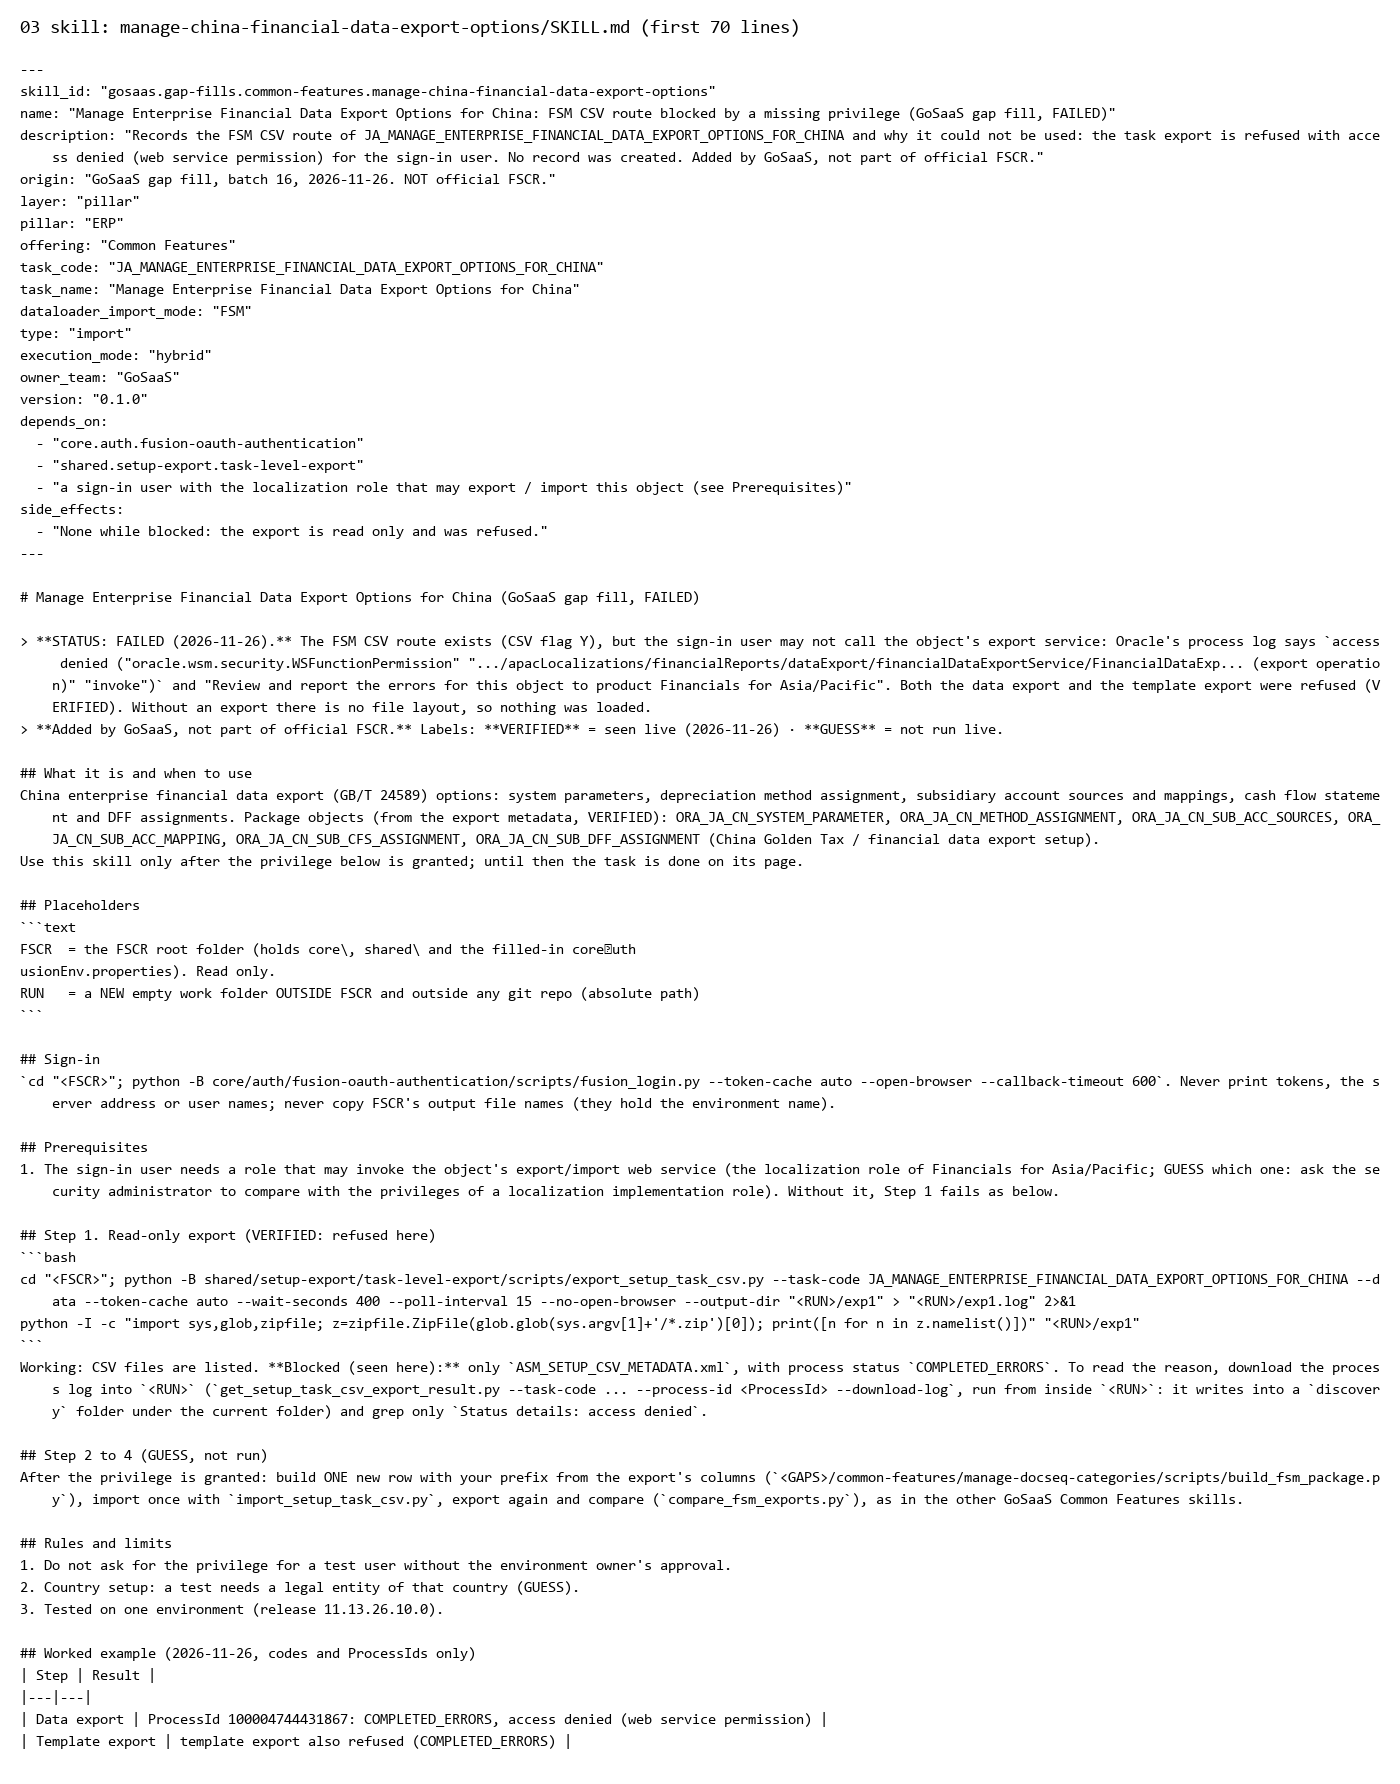 03 skill: manage-china-financial-data-export-options/SKILL.md (first 70 lines)
---
skill_id: "gosaas.gap-fills.common-features.manage-china-financial-data-export-options"
name: "Manage Enterprise Financial Data Export Options for China: FSM CSV route blocked by a missing privilege (GoSaaS gap fill, FAILED)"
description: "Records the FSM CSV route of JA_MANAGE_ENTERPRISE_FINANCIAL_DATA_EXPORT_OPTIONS_FOR_CHINA and why it could not be used: the task export is refused with acce
ss denied (web service permission) for the sign-in user. No record was created. Added by GoSaaS, not part of official FSCR."
origin: "GoSaaS gap fill, batch 16, 2026-11-26. NOT official FSCR."
layer: "pillar"
pillar: "ERP"
offering: "Common Features"
task_code: "JA_MANAGE_ENTERPRISE_FINANCIAL_DATA_EXPORT_OPTIONS_FOR_CHINA"
task_name: "Manage Enterprise Financial Data Export Options for China"
dataloader_import_mode: "FSM"
type: "import"
execution_mode: "hybrid"
owner_team: "GoSaaS"
version: "0.1.0"
depends_on:
  - "core.auth.fusion-oauth-authentication"
  - "shared.setup-export.task-level-export"
  - "a sign-in user with the localization role that may export / import this object (see Prerequisites)"
side_effects:
  - "None while blocked: the export is read only and was refused."
---
# Manage Enterprise Financial Data Export Options for China (GoSaaS gap fill, FAILED)
> **STATUS: FAILED (2026-11-26).** The FSM CSV route exists (CSV flag Y), but the sign-in user may not call the object's export service: Oracle's process log says `access
denied ("oracle.wsm.security.WSFunctionPermission" ".../apacLocalizations/financialReports/dataExport/financialDataExportService/FinancialDataExp... (export operatio
n)" "invoke")` and "Review and report the errors for this object to product Financials for Asia/Pacific". Both the data export and the template export were refused (V
ERIFIED). Without an export there is no file layout, so nothing was loaded.
> **Added by GoSaaS, not part of official FSCR.** Labels: **VERIFIED** = seen live (2026-11-26) · **GUESS** = not run live.
## What it is and when to use
China enterprise financial data export (GB/T 24589) options: system parameters, depreciation method assignment, subsidiary account sources and mappings, cash flow stateme
nt and DFF assignments. Package objects (from the export metadata, VERIFIED): ORA_JA_CN_SYSTEM_PARAMETER, ORA_JA_CN_METHOD_ASSIGNMENT, ORA_JA_CN_SUB_ACC_SOURCES, ORA_
JA_CN_SUB_ACC_MAPPING, ORA_JA_CN_SUB_CFS_ASSIGNMENT, ORA_JA_CN_SUB_DFF_ASSIGNMENT (China Golden Tax / financial data export setup).
Use this skill only after the privilege below is granted; until then the task is done on its page.
## Placeholders
```text
FSCR  = the FSCR root folder (holds core\, shared\ and the filled-in core�uth
usionEnv.properties). Read only.
RUN   = a NEW empty work folder OUTSIDE FSCR and outside any git repo (absolute path)
```
## Sign-in
`cd "<FSCR>"; python -B core/auth/fusion-oauth-authentication/scripts/fusion_login.py --token-cache auto --open-browser --callback-timeout 600`. Never print tokens, the s
erver address or user names; never copy FSCR's output file names (they hold the environment name).
## Prerequisites
1. The sign-in user needs a role that may invoke the object's export/import web service (the localization role of Financials for Asia/Pacific; GUESS which one: ask the se
curity administrator to compare with the privileges of a localization implementation role). Without it, Step 1 fails as below.
## Step 1. Read-only export (VERIFIED: refused here)
```bash
cd "<FSCR>"; python -B shared/setup-export/task-level-export/scripts/export_setup_task_csv.py --task-code JA_MANAGE_ENTERPRISE_FINANCIAL_DATA_EXPORT_OPTIONS_FOR_CHINA --d
ata --token-cache auto --wait-seconds 400 --poll-interval 15 --no-open-browser --output-dir "<RUN>/exp1" > "<RUN>/exp1.log" 2>&1
python -I -c "import sys,glob,zipfile; z=zipfile.ZipFile(glob.glob(sys.argv[1]+'/*.zip')[0]); print([n for n in z.namelist()])" "<RUN>/exp1"
```
Working: CSV files are listed. **Blocked (seen here):** only `ASM_SETUP_CSV_METADATA.xml`, with process status `COMPLETED_ERRORS`. To read the reason, download the proces
s log into `<RUN>` (`get_setup_task_csv_export_result.py --task-code ... --process-id <ProcessId> --download-log`, run from inside `<RUN>`: it writes into a `discover
y` folder under the current folder) and grep only `Status details: access denied`.
## Step 2 to 4 (GUESS, not run)
After the privilege is granted: build ONE new row with your prefix from the export's columns (`<GAPS>/common-features/manage-docseq-categories/scripts/build_fsm_package.p
y`), import once with `import_setup_task_csv.py`, export again and compare (`compare_fsm_exports.py`), as in the other GoSaaS Common Features skills.
## Rules and limits
1. Do not ask for the privilege for a test user without the environment owner's approval.
2. Country setup: a test needs a legal entity of that country (GUESS).
3. Tested on one environment (release 11.13.26.10.0).
## Worked example (2026-11-26, codes and ProcessIds only)
| Step | Result |
|---|---|
| Data export | ProcessId 100004744431867: COMPLETED_ERRORS, access denied (web service permission) |
| Template export | template export also refused (COMPLETED_ERRORS) |